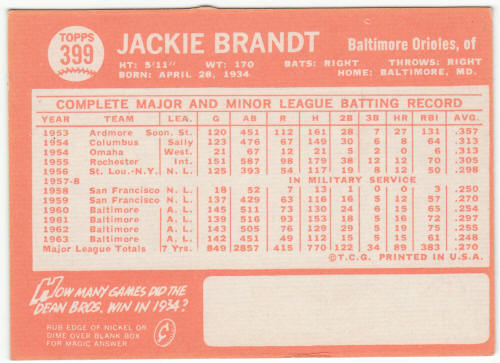 TOPPS
399
JACKIE BRANDT Baltimore Orioles, of
HT: 5'11" WT: 170 BATS: RIGHT THROWS: RIGHT
BORN: APRIL 28, 1934 HOME: BALTIMORE, MD.
COMPLETE MAJOR AND MINOR LEAGUE BATTING RECORD
YEAR TEAM LEA. G AB R H 2B 3B HR RBI AVG.
1953 Ardmore Soon. St. 120 451 112 161 28 7 27 131 .357
1954 Columbus Sally 123 476 67 149 30 6 8 64 .313
1954 Omaha West. 21 67 12 21 5 2 0 6 .313
1955 Rochester Int. 151 587 98 179 38 12 12 70 .305
1956 St. Lou.-N.Y. N.L. 125 393 54 117 19 8 12 50 .298
1957-8 IN MILITARY SERVICE
1958 San Francisco N.L. 18 52 7 13 1 0 0 3 .250
1959 San Francisco N.L. 137 429 63 116 16 5 12 57 .270
1960 Baltimore A.L. 145 511 73 130 24 6 15 65 .254
1961 Baltimore A.L. 139 516 93 153 18 5 16 72 .297
1962 Baltimore A.L. 143 505 76 129 29 5 19 75 .255
1963 Baltimore A.L. 142 451 49 112 15 5 15 61 .248
Major League Totals 7 Yrs. 849 2857 415 770 122 34 89 383 .270
©T.C.G. PRINTED IN U.S.A.
HOW MANY GAMES DID THE
DEAN BROS. WIN IN 1934?
RUB EDGE OF NICKEL OR
DIME OVER BLANK BOX
FOR MAGIC ANSWER